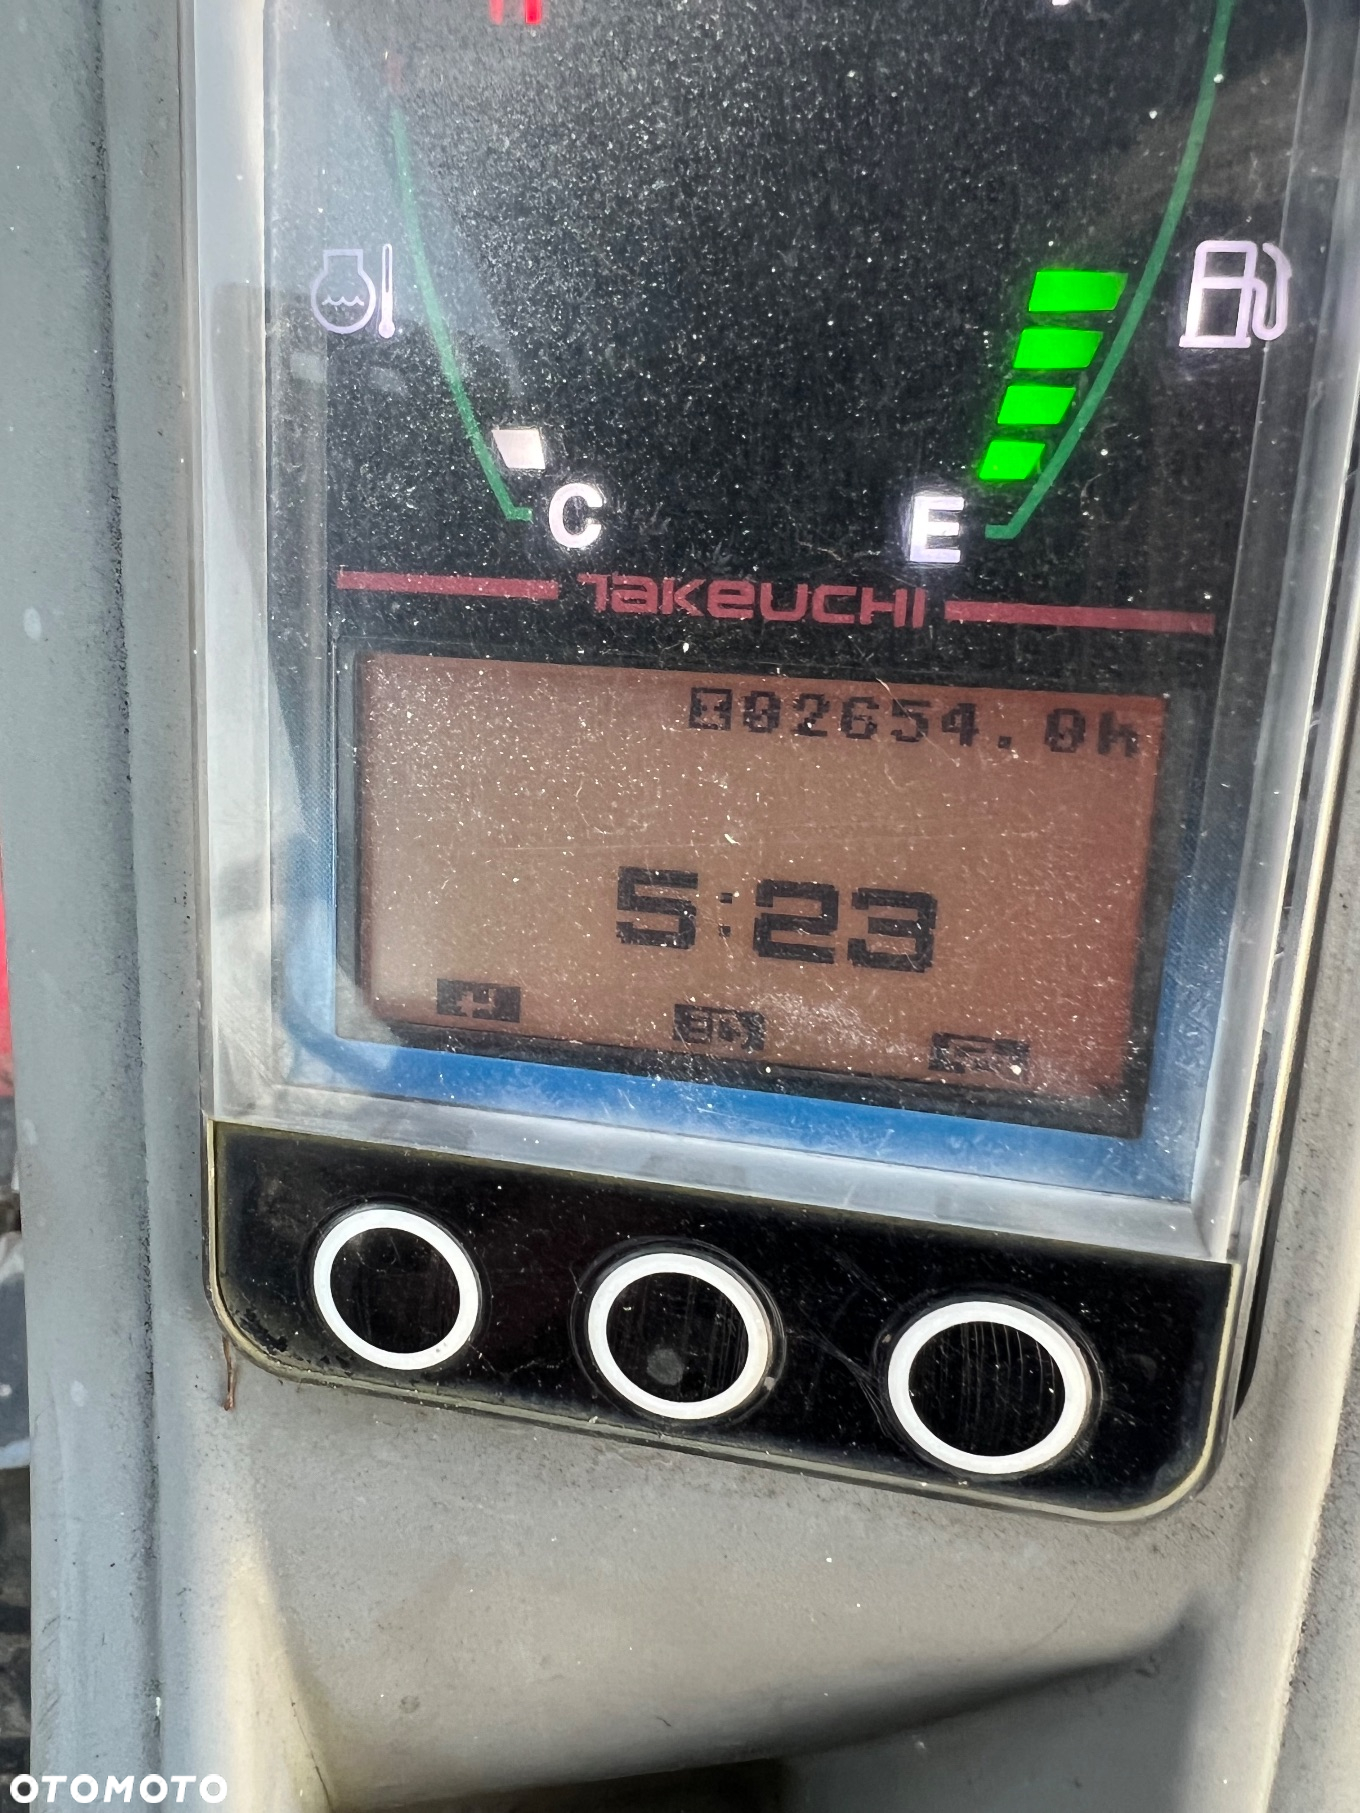 H
C
E
TAKEUCHI
02654.0h
5:23
OTOMOTO